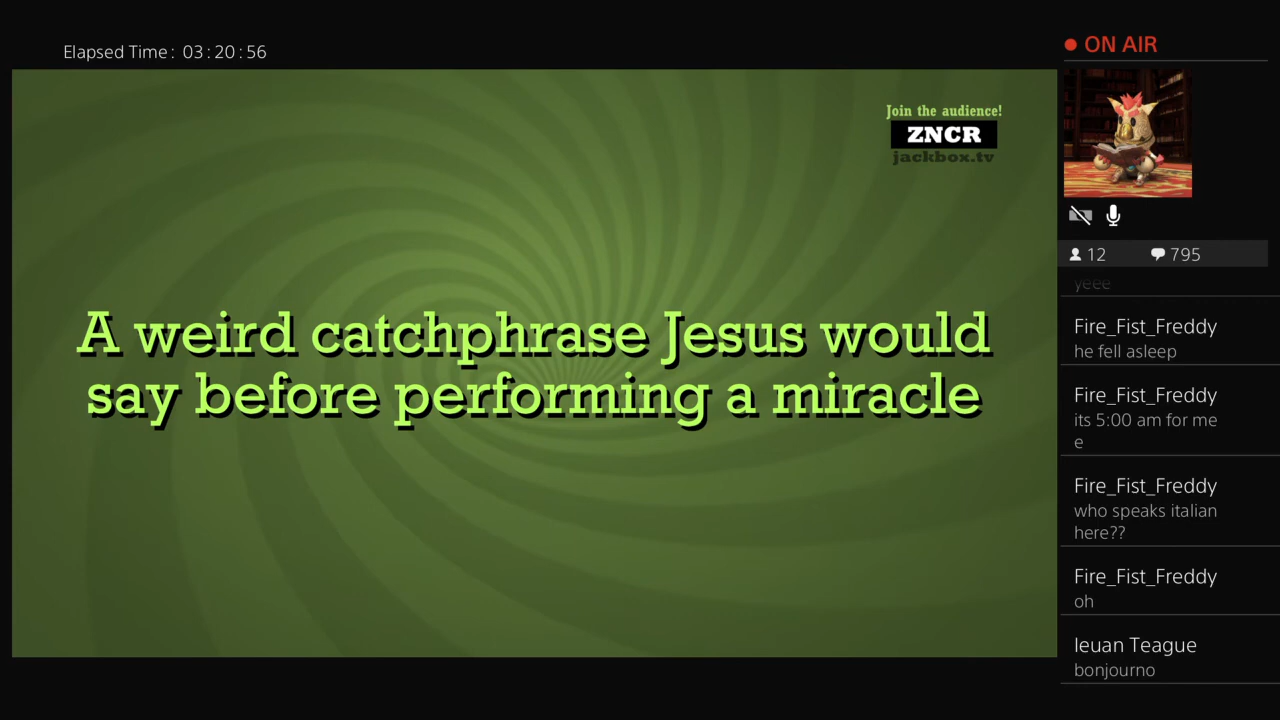 Elapsed Time: 03:20:56
ON AIR
Join the audience!
ZNCR
jackbox.tv
A weird catchphrase Jesus would
say before performing a miracle
12 795
yeee
Fire_Fist_Freddy
he fell asleep
Fire_Fist_Freddy
its 5:00 am for me
e
Fire_Fist_Freddy
who speaks italian
here??
Fire_Fist_Freddy
oh
Ieuan Teague
bonjourno